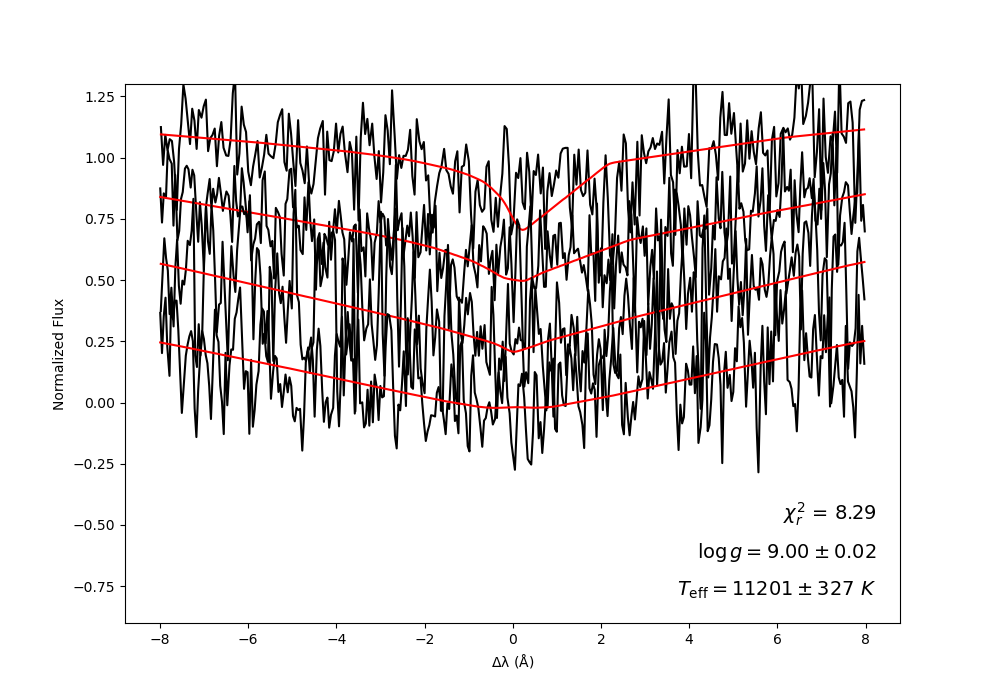 1.25
1.00
0.75
0.50
0.25
0.00
−0.25
−0.50
−0.75
Normalized Flux
χ²ᵣ = 8.29
log g = 9.00 ± 0.02
T_eff = 11201 ± 327 K
−8 −6 −4 −2 0 2 4 6 8
Δλ (Å)